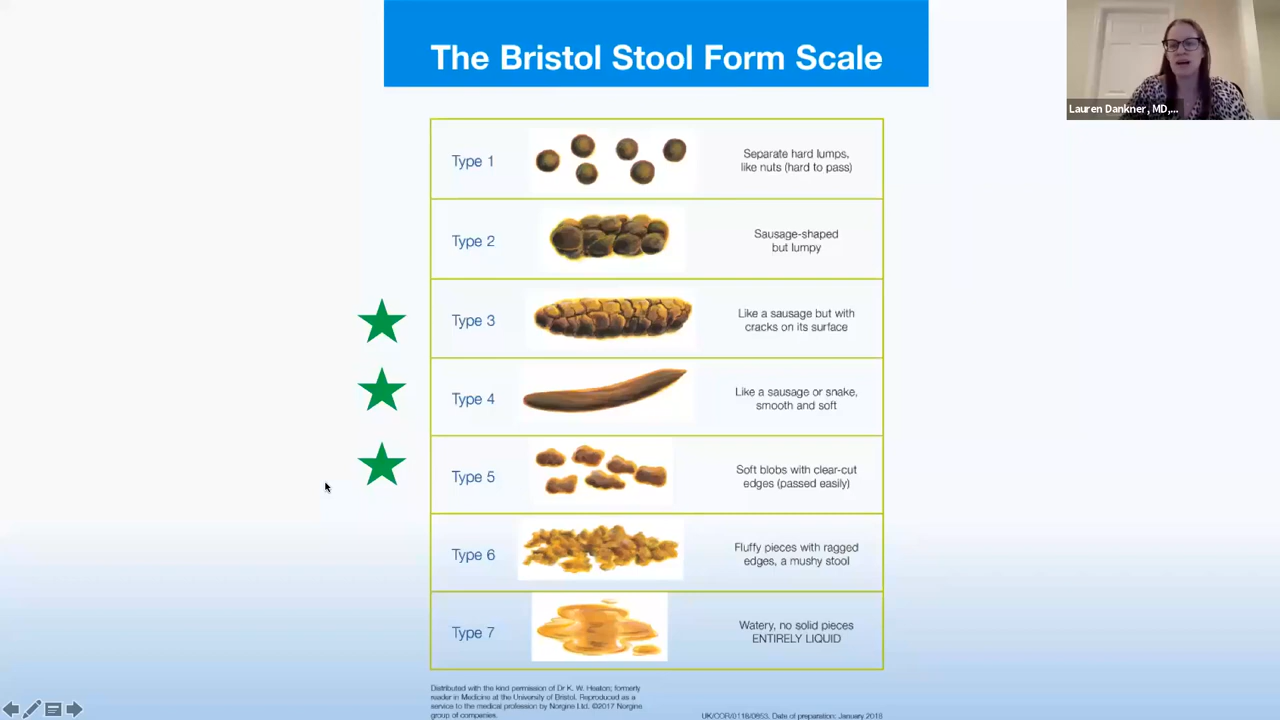 The Bristol Stool Form Scale
Lauren Dankner, MD,...
Type 1
Separate hard lumps,
like nuts (hard to pass)
Type 2
Sausage-shaped
but lumpy
Type 3
Like a sausage but with
cracks on its surface
Type 4
Like a sausage or snake,
smooth and soft
Type 5
Soft blobs with clear-cut
edges (passed easily)
Type 6
Fluffy pieces with ragged
edges, a mushy stool
Type 7
Watery, no solid pieces
ENTIRELY LIQUID
Distributed with the kind permission of Dr K. W. Heaton; formerly
reader in Medicine at the University of Bristol. Reproduced as a
service to the medical profession by Norgine Ltd. ©2017 Norgine
group of companies.
UK/COR/0118/0853. Date of preparation: January 2018